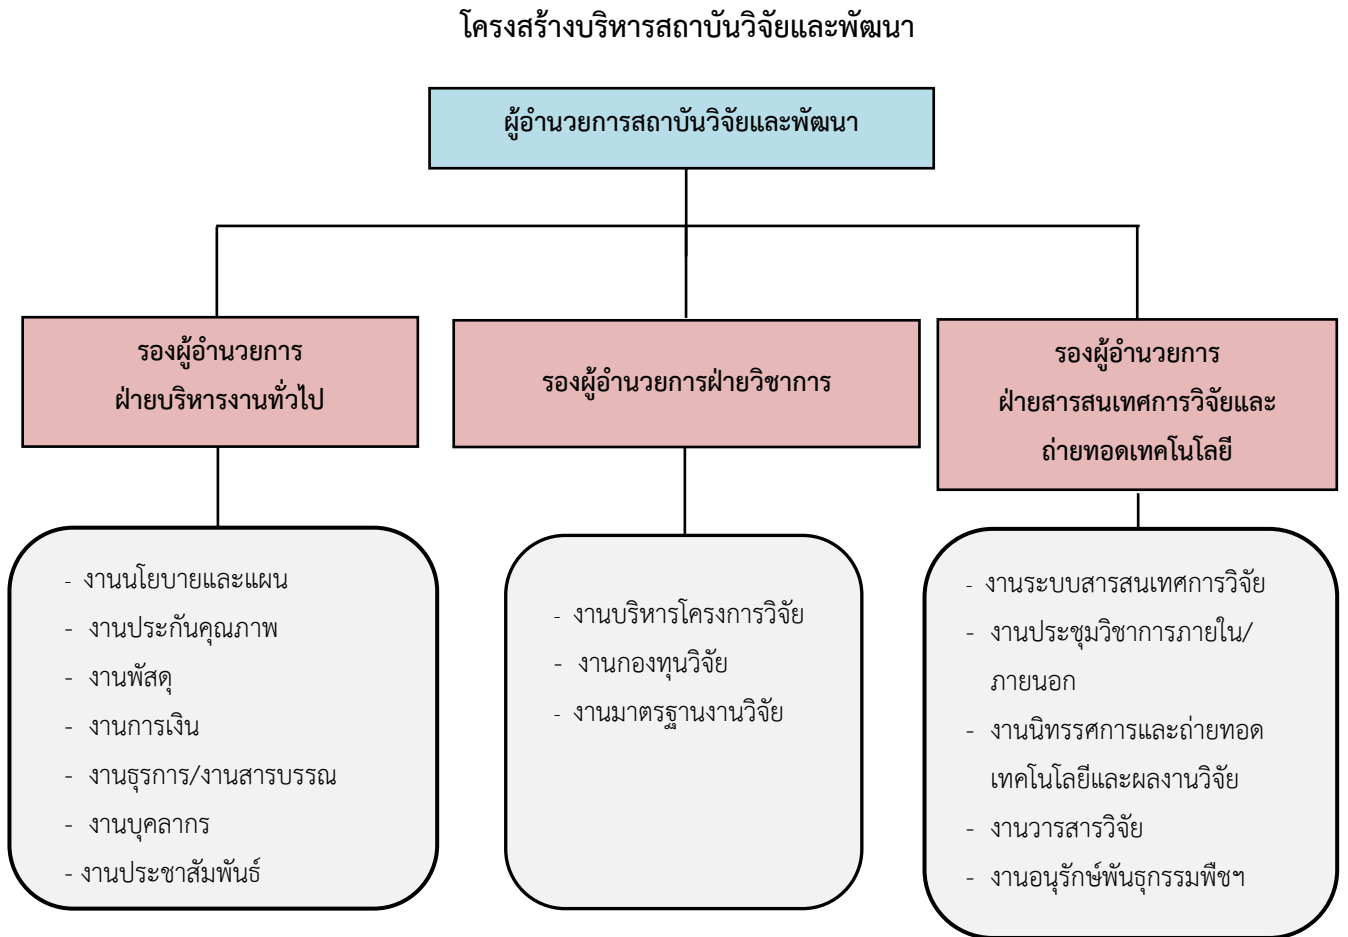 โครงสร้างบริหารสถาบันวิจัยและพัฒนา
ผู้อำนวยการสถาบันวิจัยและพัฒนา
รองผู้อำนวยการ
ฝ่ายบริหารงานทั่วไป
รองผู้อำนวยการฝ่ายวิชาการ
รองผู้อำนวยการ
ฝ่ายสารสนเทศการวิจัยและ
ถ่ายทอดเทคโนโลยี
- งานนโยบายและแผน
- งานประกันคุณภาพ
- งานพัสดุ
- งานการเงิน
- งานธุรการ/งานสารบรรณ
- งานบุคลากร
- งานประชาสัมพันธ์
- งานบริหารโครงการวิจัย
- งานกองทุนวิจัย
- งานมาตรฐานงานวิจัย
- งานระบบสารสนเทศการวิจัย
- งานประชุมวิชาการภายใน/
ภายนอก
- งานนิทรรศการและถ่ายทอด
เทคโนโลยีและผลงานวิจัย
- งานวารสารวิจัย
- งานอนุรักษ์พันธุกรรมพืชฯ